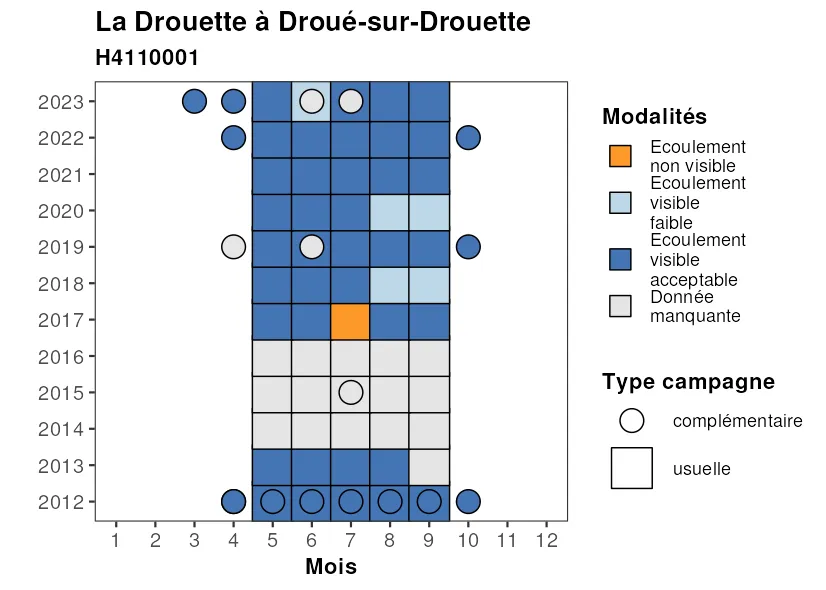 La Drouette à Droué-sur-Drouette
H4110001
2023
2022
2021
2020
2019
2018
2017
2016
2015
2014
2013
2012
1 2 3 4 5 6 7 8 9 10 11 12
Mois
Modalités
Ecoulement
non visible
Ecoulement
visible
faible
Ecoulement
visible
acceptable
Donnée
manquante
Type campagne
complémentaire
usuelle